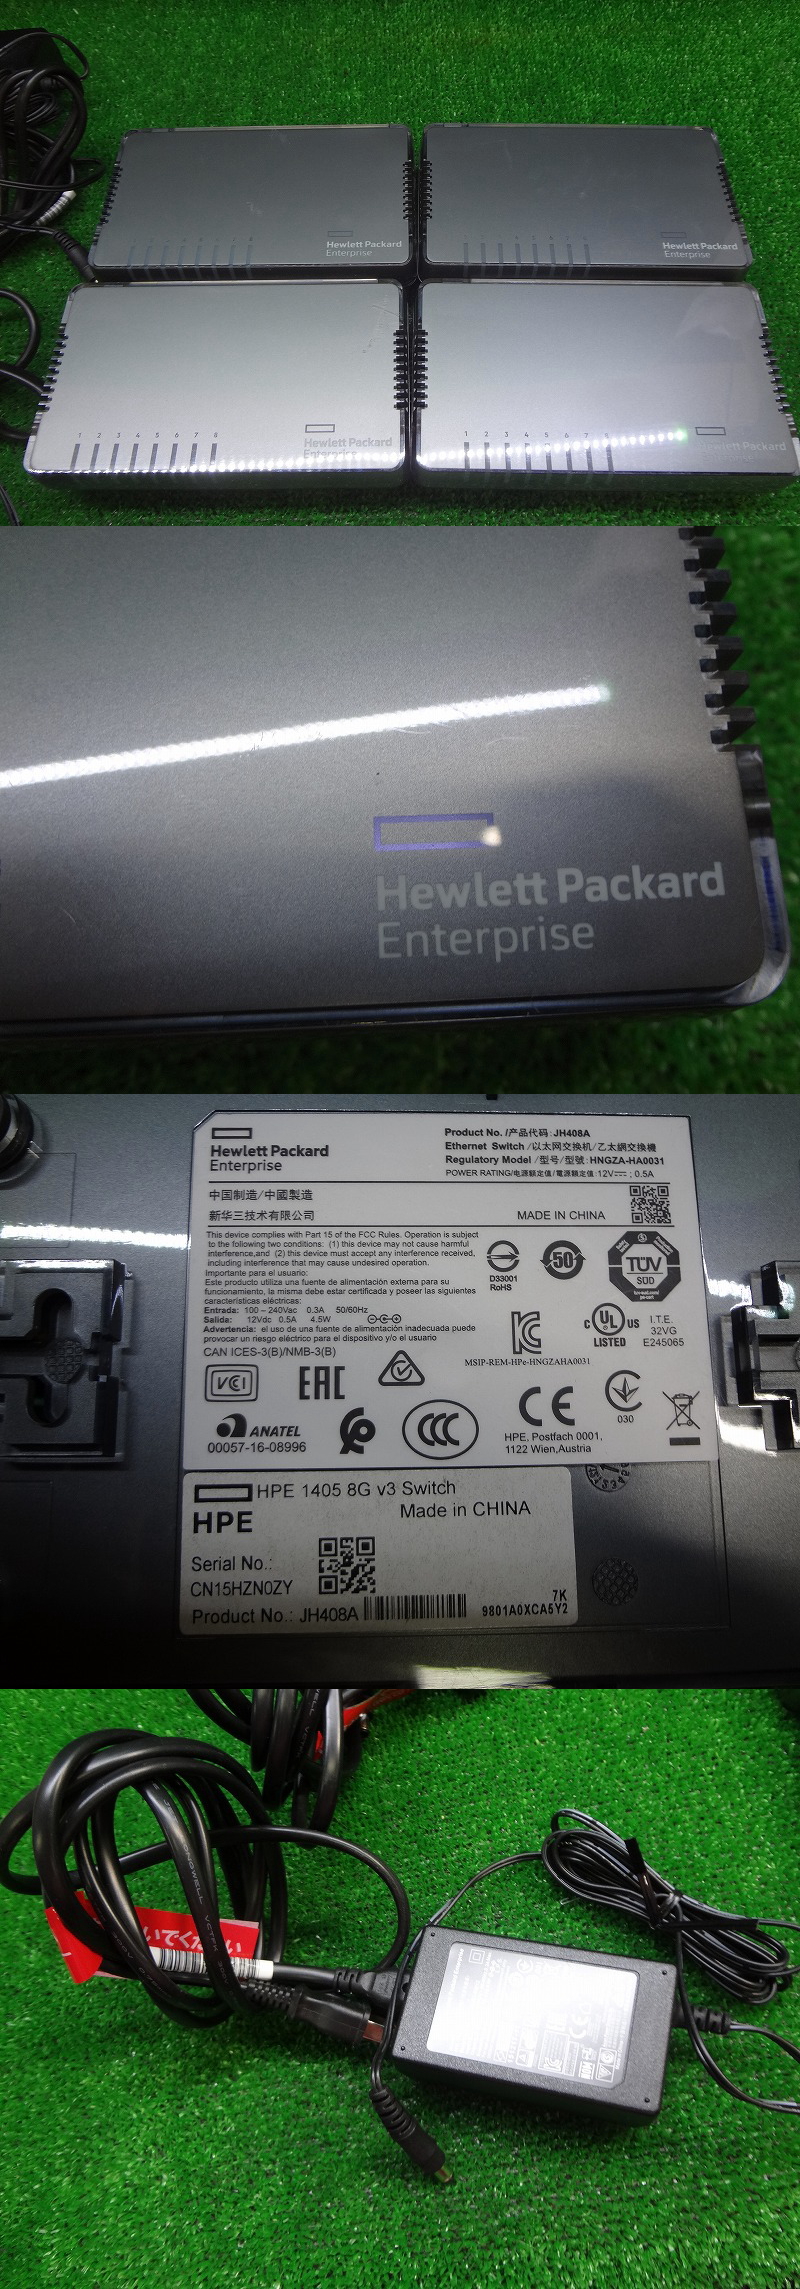 Hewlett Packard
Enterprise
Hewlett Packard
Enterprise
1 2 3 4 5 6 7 8
Hewlett Packard
Enterprise
1 2 3 4 5 6 7 8
Hewlett Packard
Hewlett Packard
Enterprise
Hewlett Packard
Enterprise
Product No. /产品代码: JH408A
Ethernet Switch /以太网交换机/乙太網交換機
Regulatory Model /型号/型號: HNGZA-HA0031
POWER RATING/电源额定值/電源額定值: 12V ; 0.5A
中国制造/中國製造
新华三技术有限公司
MADE IN CHINA
This device complies with Part 15 of the FCC Rules. Operation is subject
to the following two conditions: (1) this device may not cause harmful
interference,and (2) this device must accept any interference received,
including interference that may cause undesired operation.
Importante para el usuario:
Este producto utiliza una fuente de alimentación externa para su
funcionamiento, la misma debe estar certificada y poseer las siguientes
características eléctricas:
Entrada: 100 – 240Vac 0.3A 50/60Hz
Salida: 12Vdc 0.5A 4.5W
Advertencia: el uso de una fuente de alimentación inadecuada puede
provocar un riesgo eléctrico para el dispositivo y/o el usuario
CAN ICES-3(B)/NMB-3(B)
D33001
RoHS
50
TÜV
SÜD
MSIP-REM-HPe-HNGZAHA0031
C UL US
LISTED
I.T.E.
32VG
E245065
VCI
EAC
ANATEL
00057-16-08996
CCC
CE
HPE, Postfach 0001,
1122 Wien,Austria
030
HPE 1405 8G v3 Switch
HPE
Made in CHINA
Serial No.:
CN15HZN0ZY
Product No.: JH408A
7K
9801A0XCA5Y2
LONGWELL VCTFK